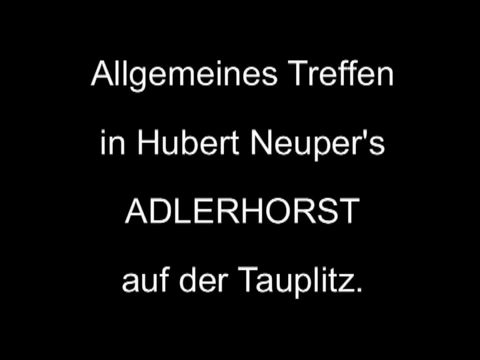 Allgemeines Treffen
in Hubert Neuper's
ADLERHORST
auf der Tauplitz.